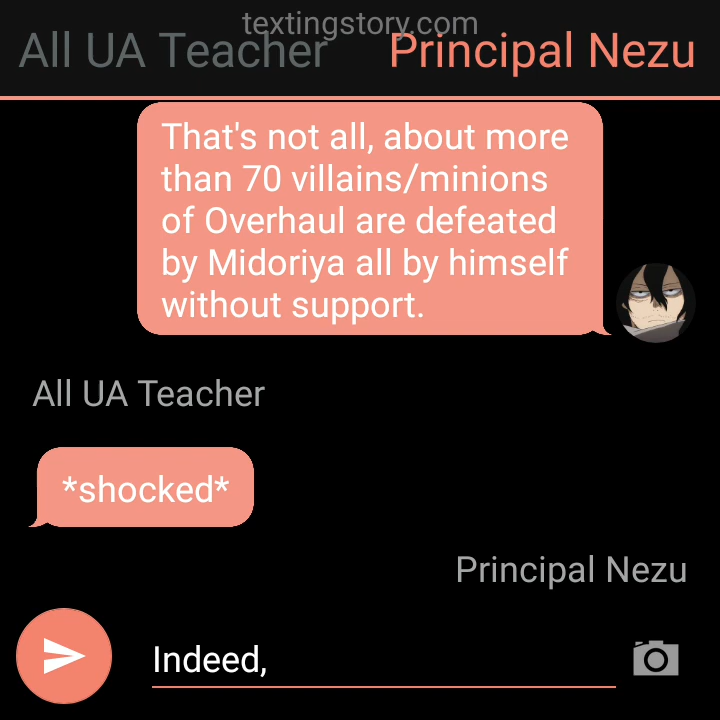 textingstory.com
All UA Teacher Principal Nezu
That's not all, about more
than 70 villains/minions
of Overhaul are defeated
by Midoriya all by himself
without support.
All UA Teacher
*shocked*
Principal Nezu
Indeed,